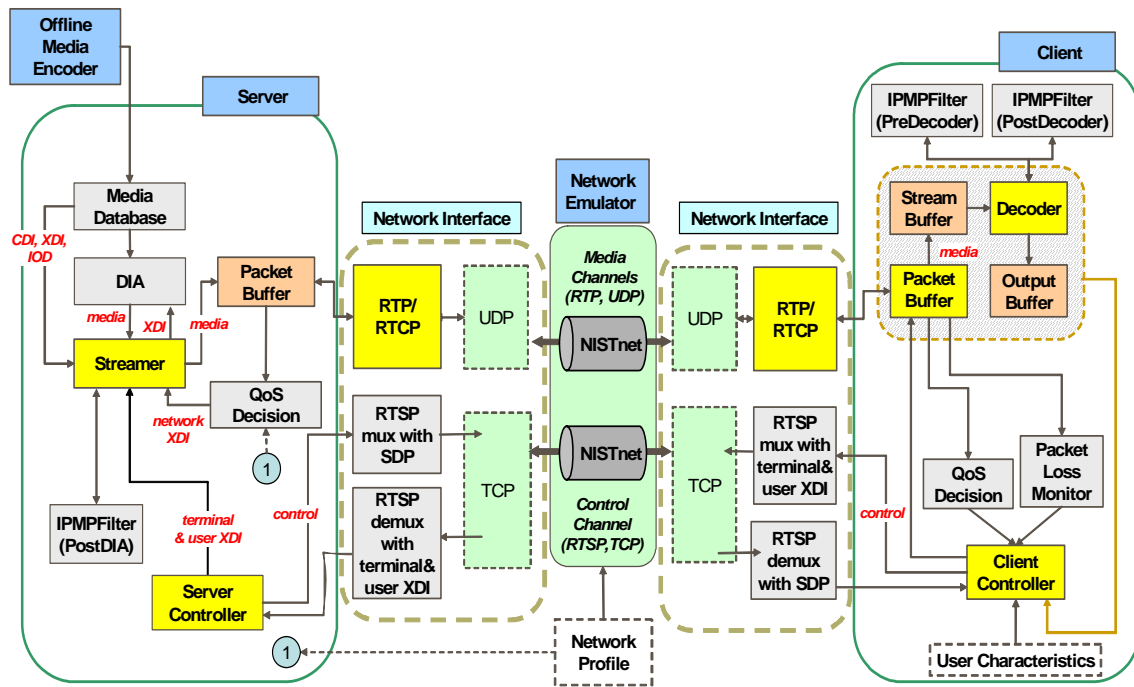 Offline
Media
Encoder
Server
Media
Database
CDI, XDI,
IOD
DIA
media
XDI
media
Packet
Buffer
Streamer
network
XDI
QoS
Decision
1
IPMPFilter
(PostDIA)
terminal
& user XDI
control
Server
Controller
1
Network Interface
RTP/
RTCP
UDP
RTSP
mux with
SDP
TCP
RTSP
demux
with
terminal&
user XDI
Network
Emulator
Media
Channels
(RTP, UDP)
NISTnet
NISTnet
Control
Channel
(RTSP,TCP)
Network
Profile
Network Interface
UDP
RTP/
RTCP
TCP
RTSP
mux with
terminal&
user XDI
RTSP
demux
with SDP
Client
IPMPFilter
(PreDecoder)
IPMPFilter
(PostDecoder)
Stream
Buffer
Decoder
media
Packet
Buffer
Output
Buffer
QoS
Decision
Packet
Loss
Monitor
control
Client
Controller
User Characteristics